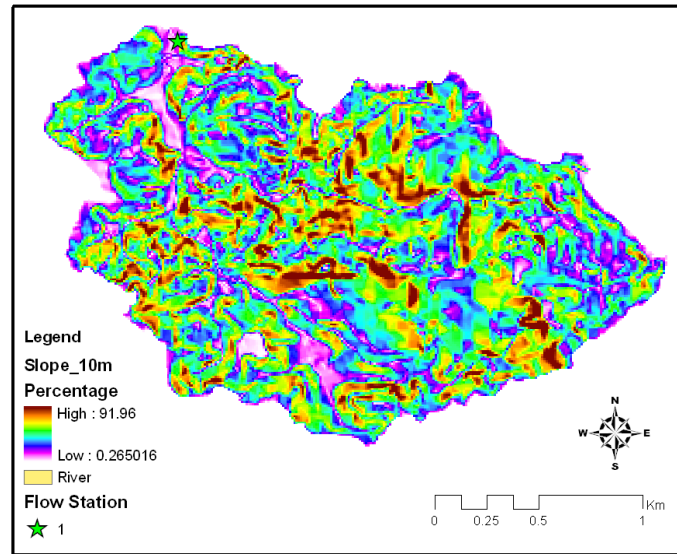 Legend
Slope_10m
Percentage
High : 91.96
Low : 0.265016
River
Flow Station
1
N
W E
S
Km
0 0.25 0.5 1